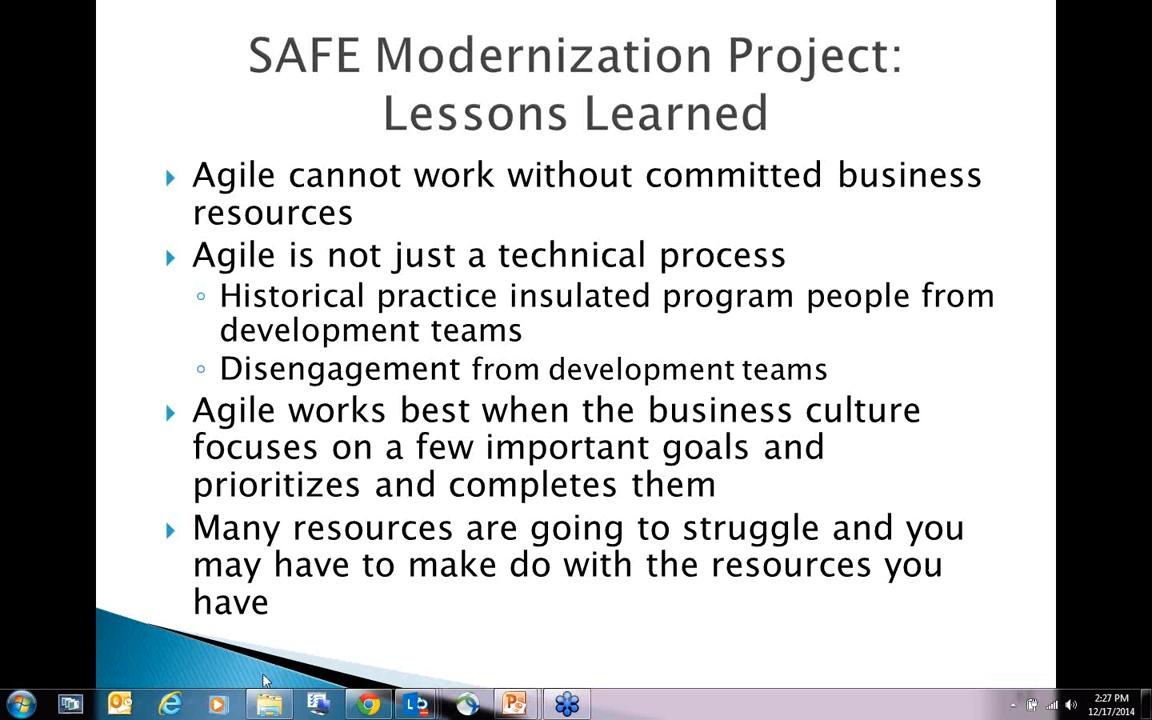 SAFE Modernization Project:
Lessons Learned
Agile cannot work without committed business
resources
Agile is not just a technical process
Historical practice insulated program people from
development teams
Disengagement from development teams
Agile works best when the business culture
focuses on a few important goals and
prioritizes and completes them
Many resources are going to struggle and you
may have to make do with the resources you
have
2:27 PM
12/17/2014